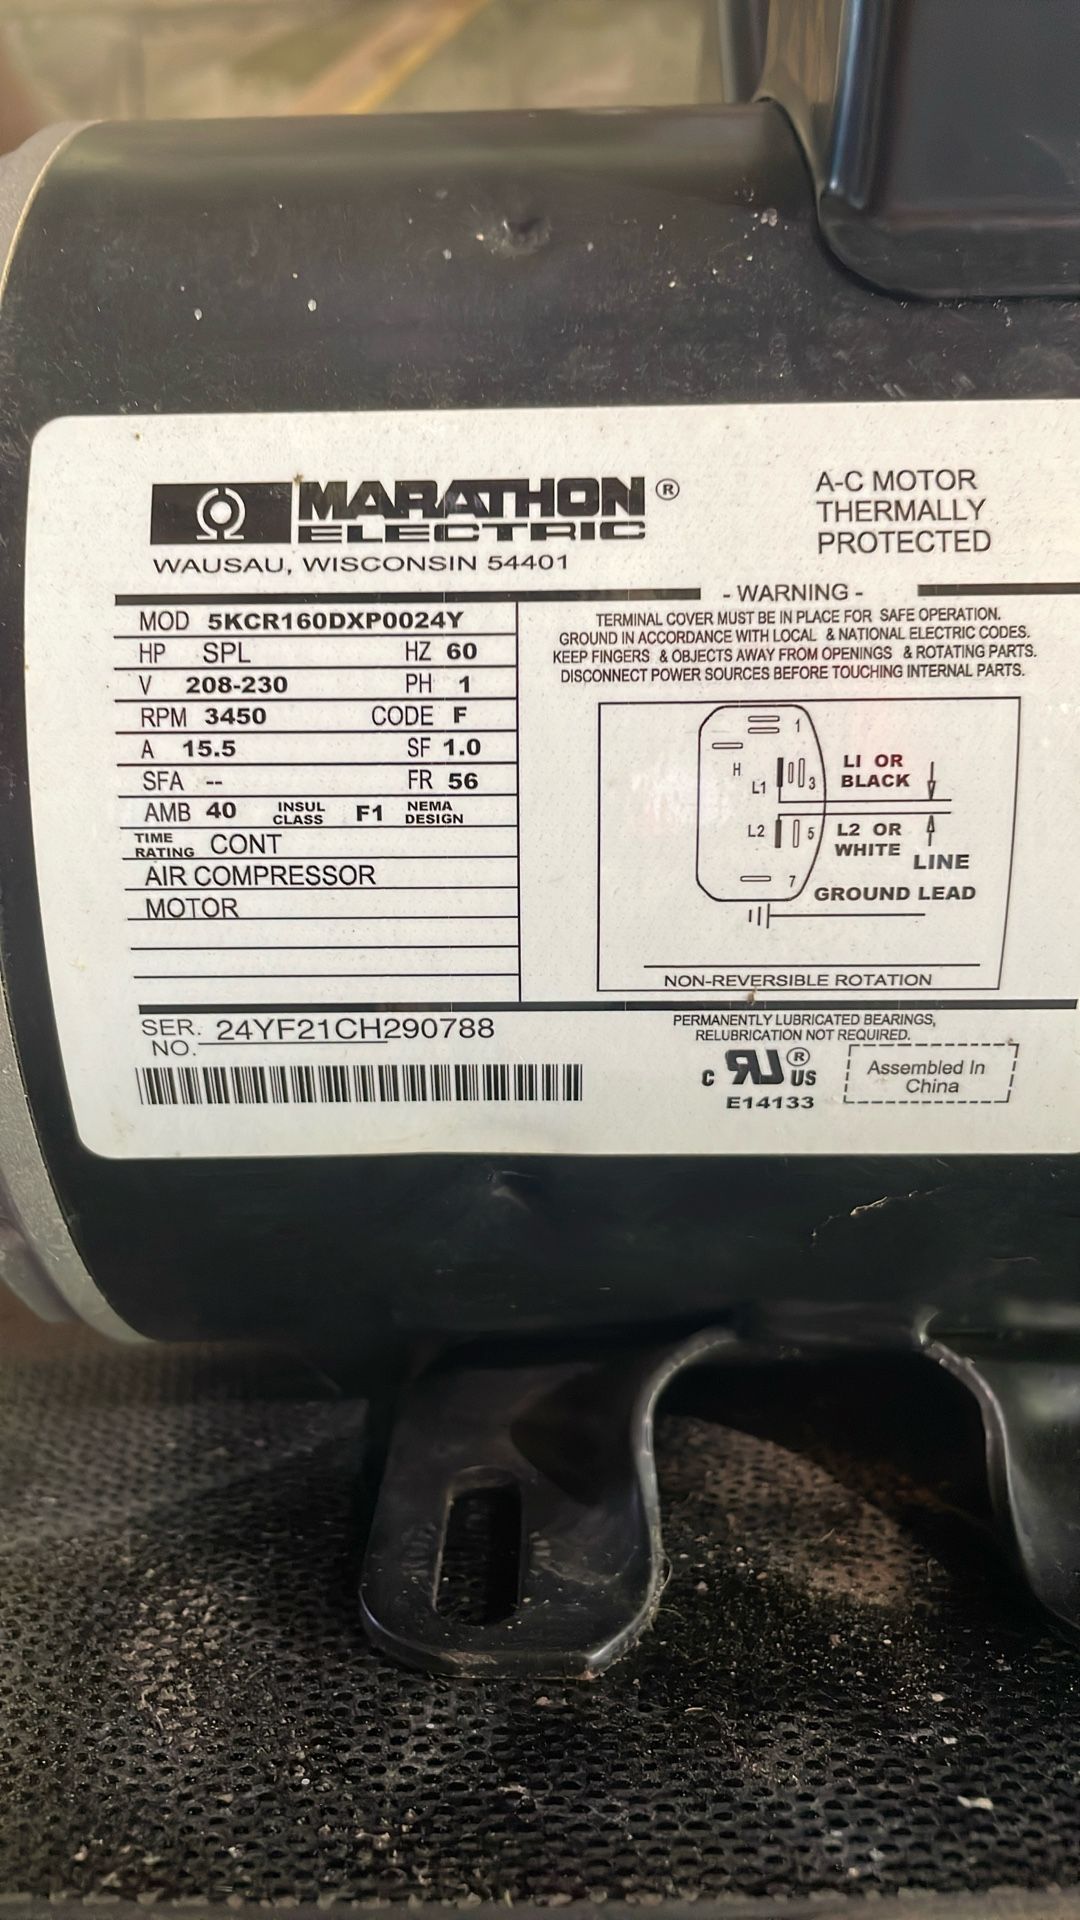 MARATHON®
ELECTRIC
WAUSAU, WISCONSIN 54401
A-C MOTOR
THERMALLY
PROTECTED
MOD 5KCR160DXP0024Y
HP SPL HZ 60
V 208-230 PH 1
RPM 3450 CODE F
A 15.5 SF 1.0
SFA -- FR 56
AMB 40 INSUL CLASS F1 NEMA DESIGN
TIME RATING CONT
AIR COMPRESSOR
MOTOR
- WARNING -
TERMINAL COVER MUST BE IN PLACE FOR SAFE OPERATION.
GROUND IN ACCORDANCE WITH LOCAL & NATIONAL ELECTRIC CODES.
KEEP FINGERS & OBJECTS AWAY FROM OPENINGS & ROTATING PARTS.
DISCONNECT POWER SOURCES BEFORE TOUCHING INTERNAL PARTS.
1
H
L1 3
LI OR
BLACK
L2 5
L2 OR
WHITE
LINE
7
GROUND LEAD
NON-REVERSIBLE ROTATION
SER. NO. 24YF21CH290788
PERMANENTLY LUBRICATED BEARINGS,
RELUBRICATION NOT REQUIRED.
C RU® US
E14133
Assembled In
China